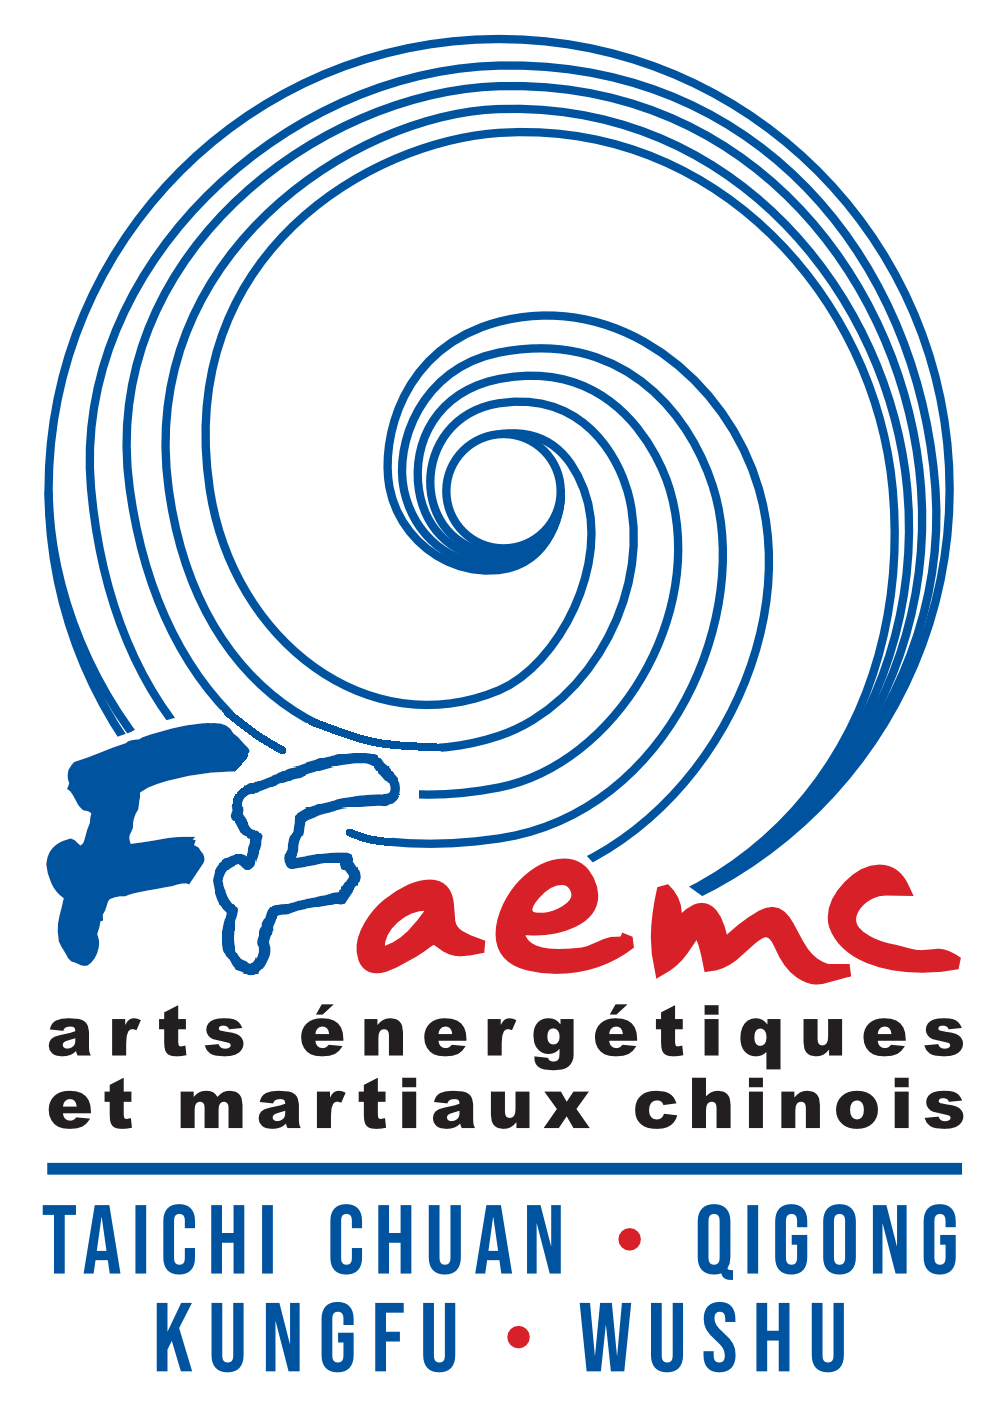 FFaemc
arts énergétiques
et martiaux chinois
TAICHI CHUAN • QIGONG
KUNGFU • WUSHU